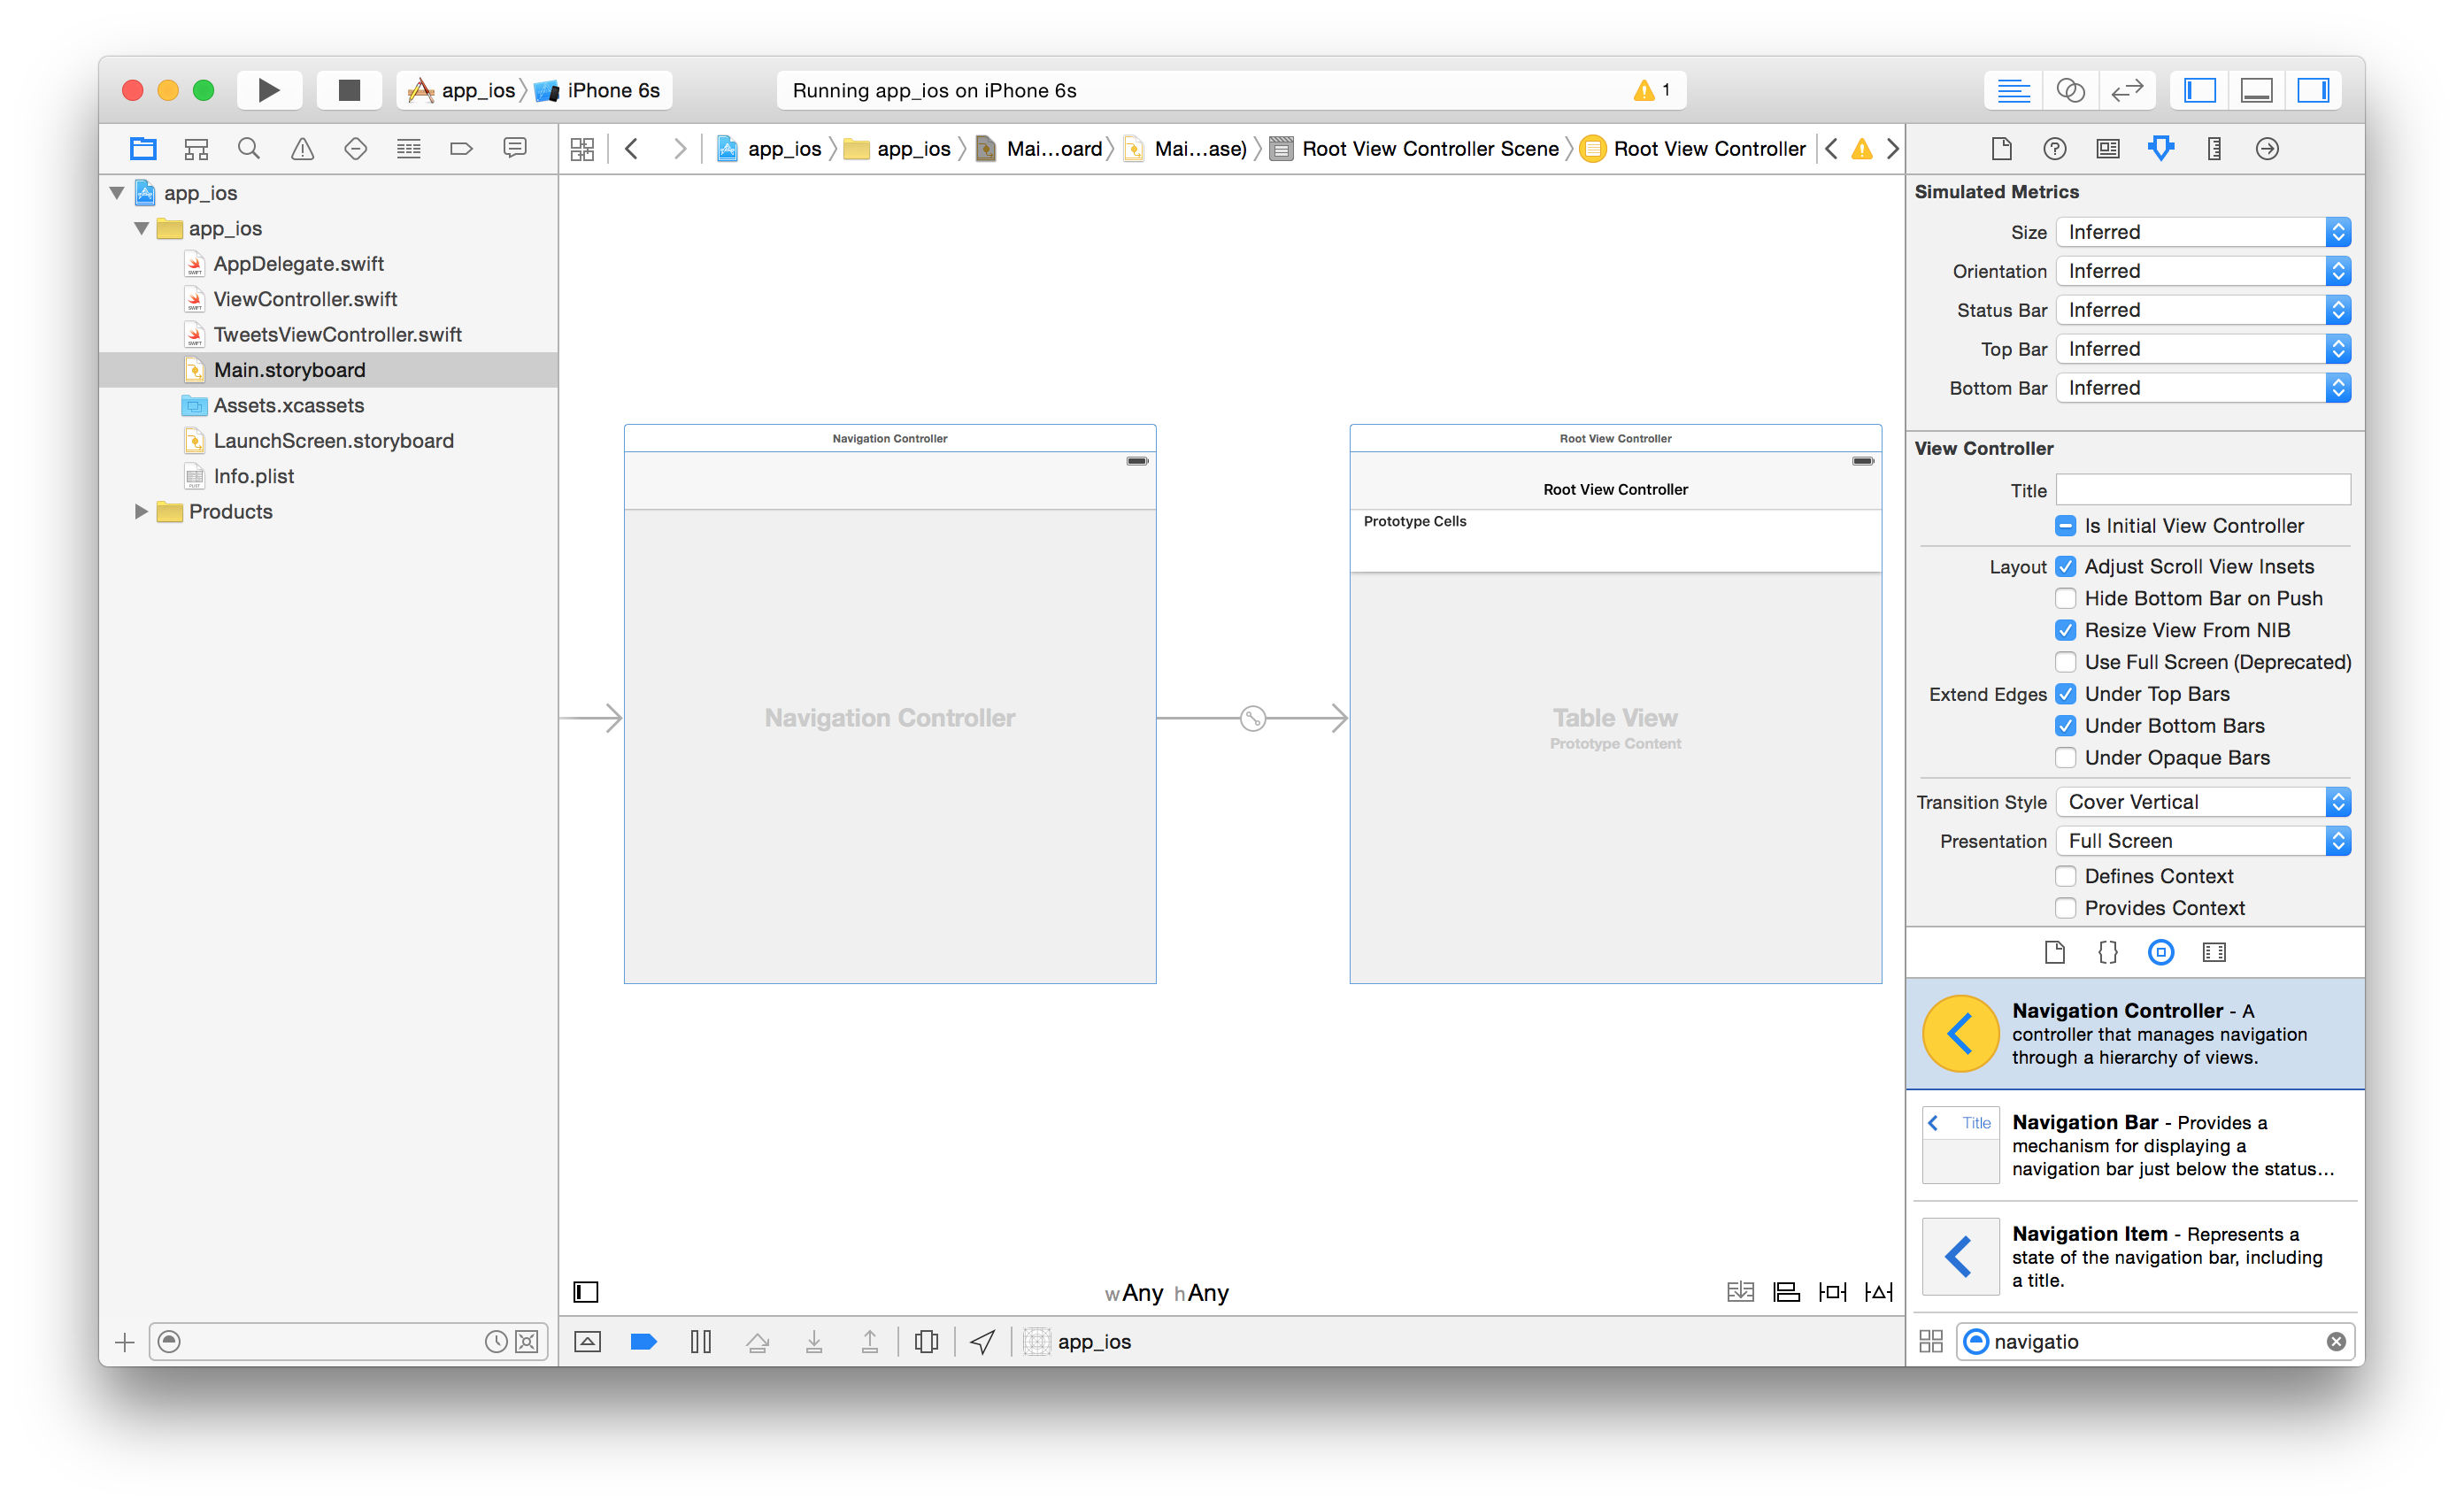 app_ios
iPhone 6s
Running app_ios on iPhone 6s
1
app_ios
app_ios
Mai...oard
Mai...ase)
Root View Controller Scene
Root View Controller
app_ios
app_ios
AppDelegate.swift
ViewController.swift
TweetsViewController.swift
Main.storyboard
Assets.xcassets
LaunchScreen.storyboard
Info.plist
Products
Navigation Controller
Navigation Controller
Root View Controller
Root View Controller
Prototype Cells
Table View
Prototype Content
wAny hAny
app_ios
Simulated Metrics
Size Inferred
Orientation Inferred
Status Bar Inferred
Top Bar Inferred
Bottom Bar Inferred
View Controller
Title
Is Initial View Controller
Layout Adjust Scroll View Insets
Hide Bottom Bar on Push
Resize View From NIB
Use Full Screen (Deprecated)
Extend Edges Under Top Bars
Under Bottom Bars
Under Opaque Bars
Transition Style Cover Vertical
Presentation Full Screen
Defines Context
Provides Context
Navigation Controller - A
controller that manages navigation
through a hierarchy of views.
Title
Navigation Bar - Provides a
mechanism for displaying a
navigation bar just below the status...
Navigation Item - Represents a
state of the navigation bar, including
a title.
navigatio